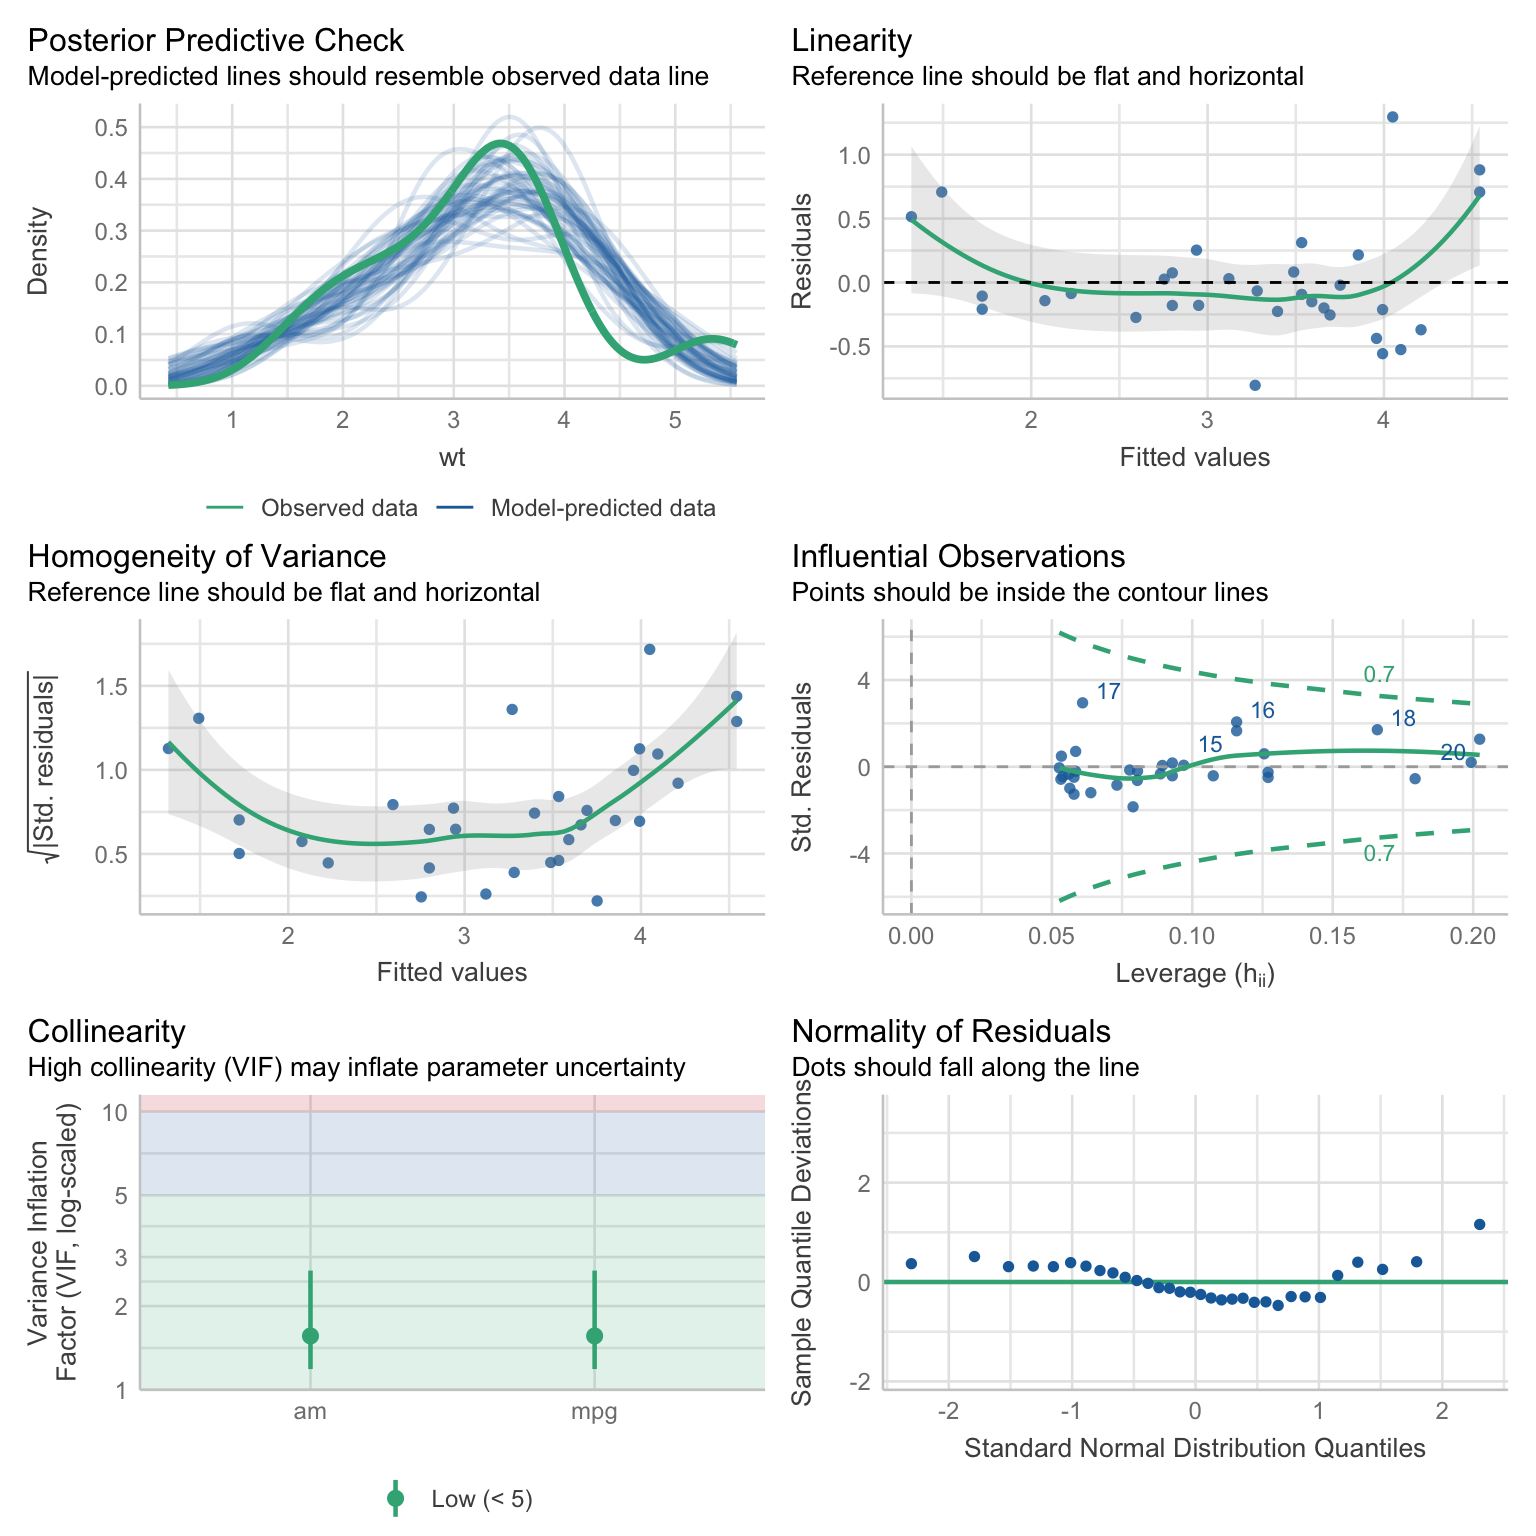 Posterior Predictive Check
Model-predicted lines should resemble observed data line
Density
0.5
0.4
0.3
0.2
0.1
0.0
1 2 3 4 5
wt
Observed data Model-predicted data
Linearity
Reference line should be flat and horizontal
Residuals
1.0
0.5
0.0
-0.5
2 3 4
Fitted values
Homogeneity of Variance
Reference line should be flat and horizontal
√|Std. residuals|
1.5
1.0
0.5
2 3 4
Fitted values
Influential Observations
Points should be inside the contour lines
Std. Residuals
4
0
-4
0.7
17
16
18
15
20
0.7
0.00 0.05 0.10 0.15 0.20
Leverage (hii)
Collinearity
High collinearity (VIF) may inflate parameter uncertainty
Variance Inflation
Factor (VIF, log-scaled)
10
5
3
2
1
am mpg
Low (< 5)
Normality of Residuals
Dots should fall along the line
Sample Quantile Deviations
2
0
-2
-2 -1 0 1 2
Standard Normal Distribution Quantiles